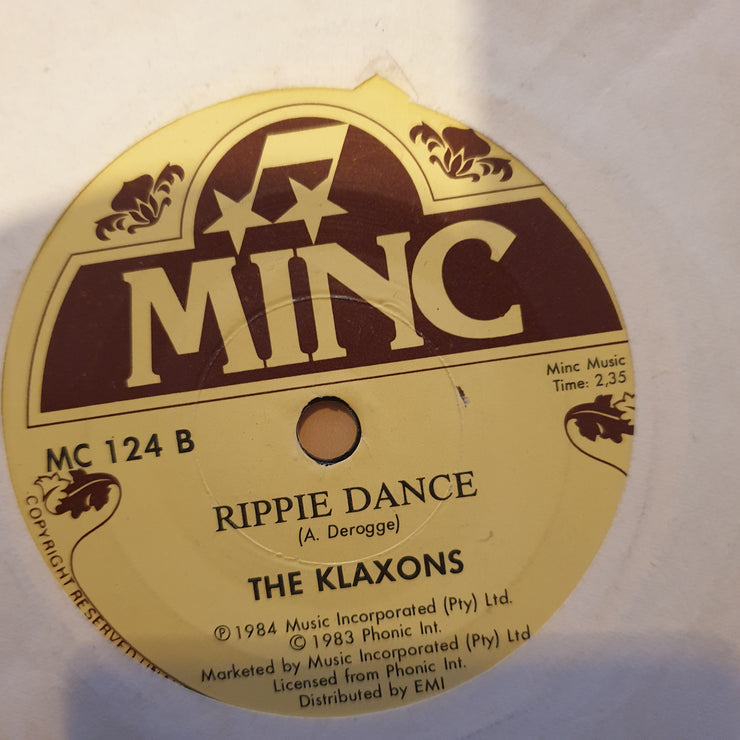 MINC
Minc Music
Time: 2,35
MC 124 B
RIPPIE DANCE
(A. Derogge)
THE KLAXONS
℗ 1984 Music Incorporated (Pty) Ltd.
© 1983 Phonic Int.
Marketed by Music Incorporated (Pty) Ltd
Licensed from Phonic Int.
Distributed by EMI
COPYRIGHT RESERVED